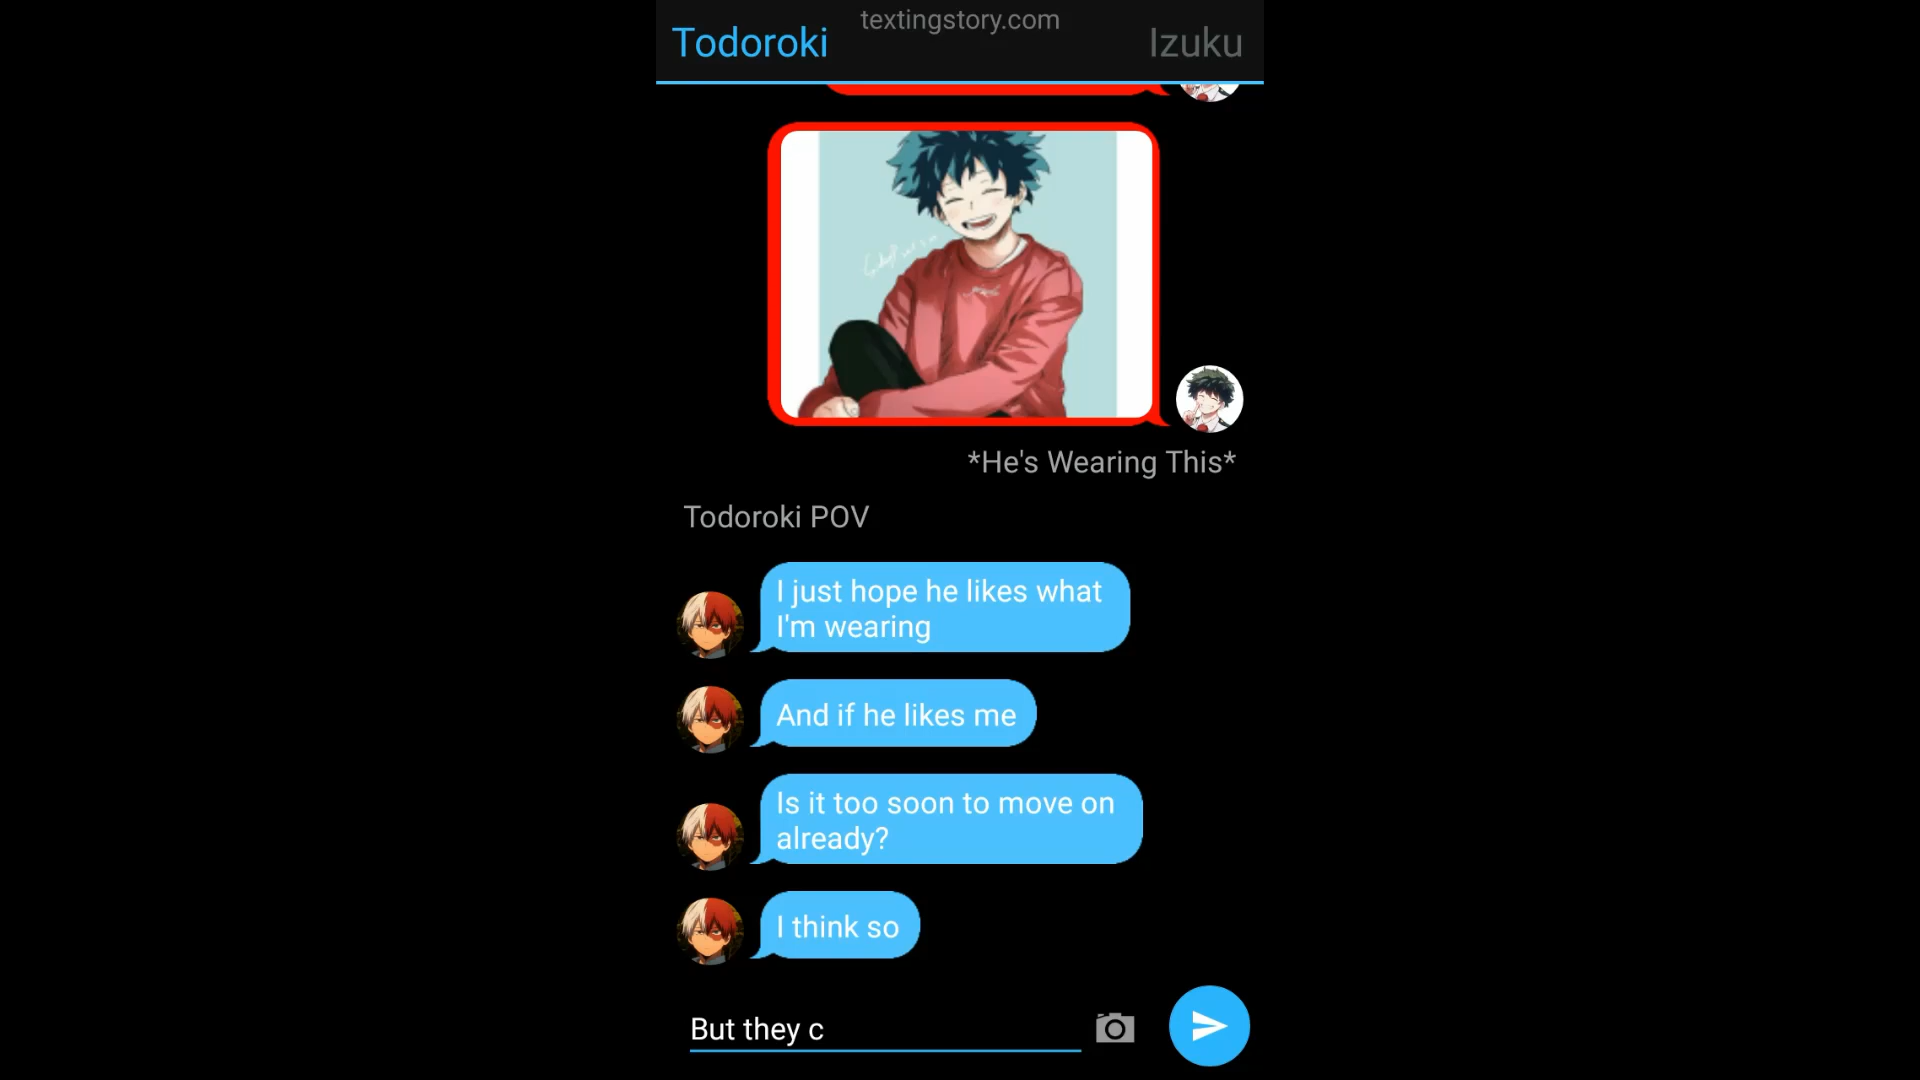 textingstory.com
Todoroki
Izuku
*He's Wearing This*
Todoroki POV
I just hope he likes what
I'm wearing
And if he likes me
Is it too soon to move on
already?
I think so
But they c